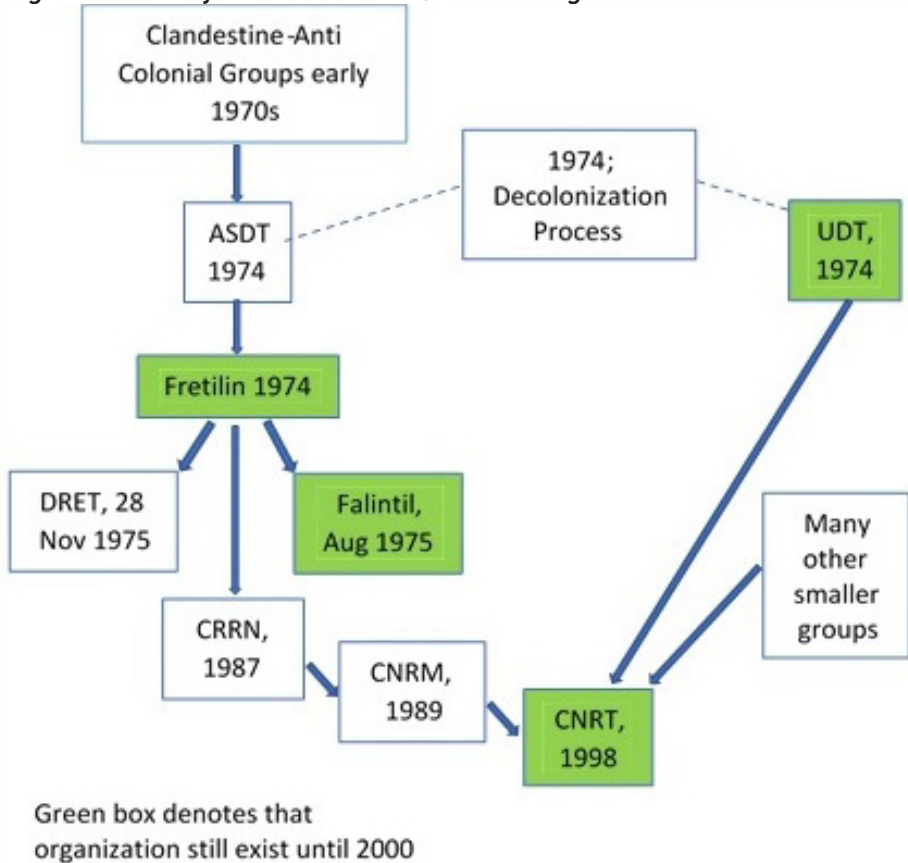 Clandestine-Anti
Colonial Groups early
1970s
1974;
Decolonization
Process
ASDT
1974
UDT,
1974
Fretilin 1974
DRET, 28
Nov 1975
Falintil,
Aug 1975
Many
other
smaller
groups
CRRN,
1987
CNRM,
1989
CNRT,
1998
Green box denotes that
organization still exist until 2000